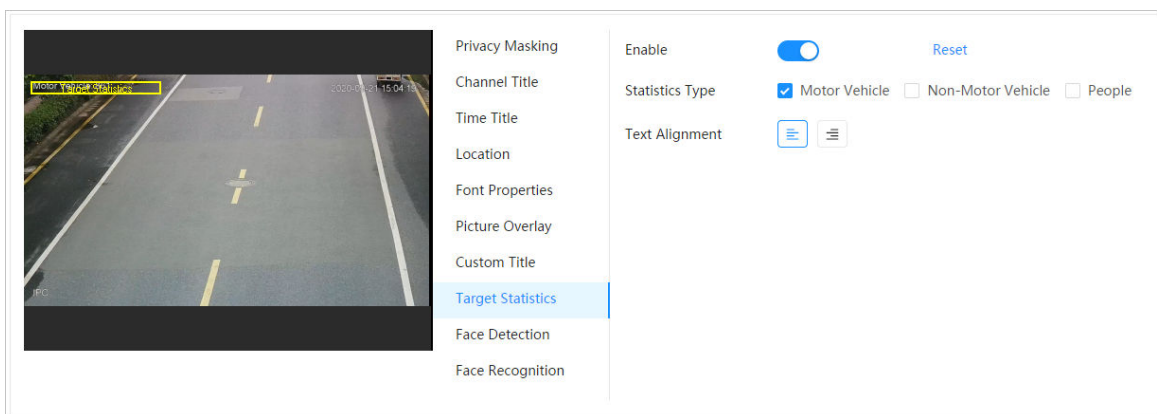 Target Statistics
IPC
Privacy Masking
Channel Title
Time Title
Location
Font Properties
Picture Overlay
Custom Title
Target Statistics
Face Detection
Face Recognition
Enable
Reset
Statistics Type
Motor Vehicle
Non-Motor Vehicle
People
Text Alignment